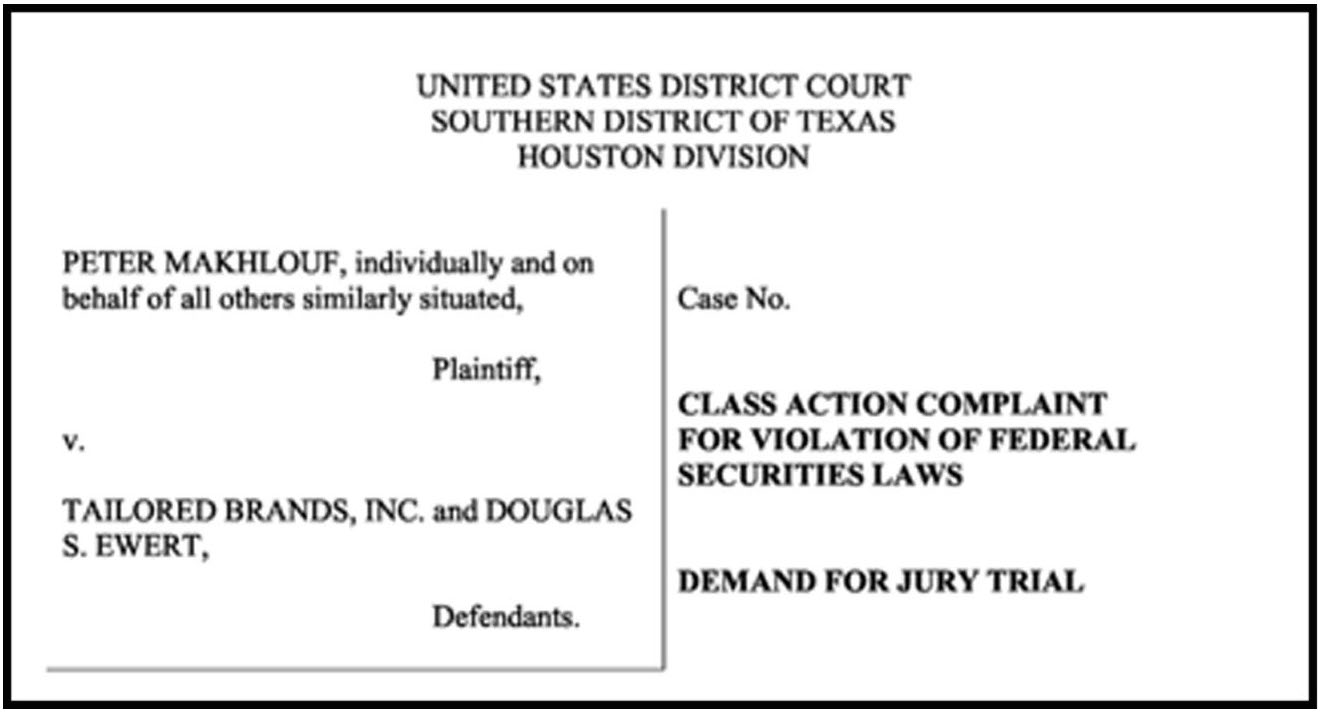 UNITED STATES DISTRICT COURT
SOUTHERN DISTRICT OF TEXAS
HOUSTON DIVISION
PETER MAKHLOUF, individually and on
behalf of all others similarly situated,
Plaintiff,
v.
TAILORED BRANDS, INC. and DOUGLAS
S. EWERT,
Defendants.
Case No.
CLASS ACTION COMPLAINT
FOR VIOLATION OF FEDERAL
SECURITIES LAWS
DEMAND FOR JURY TRIAL